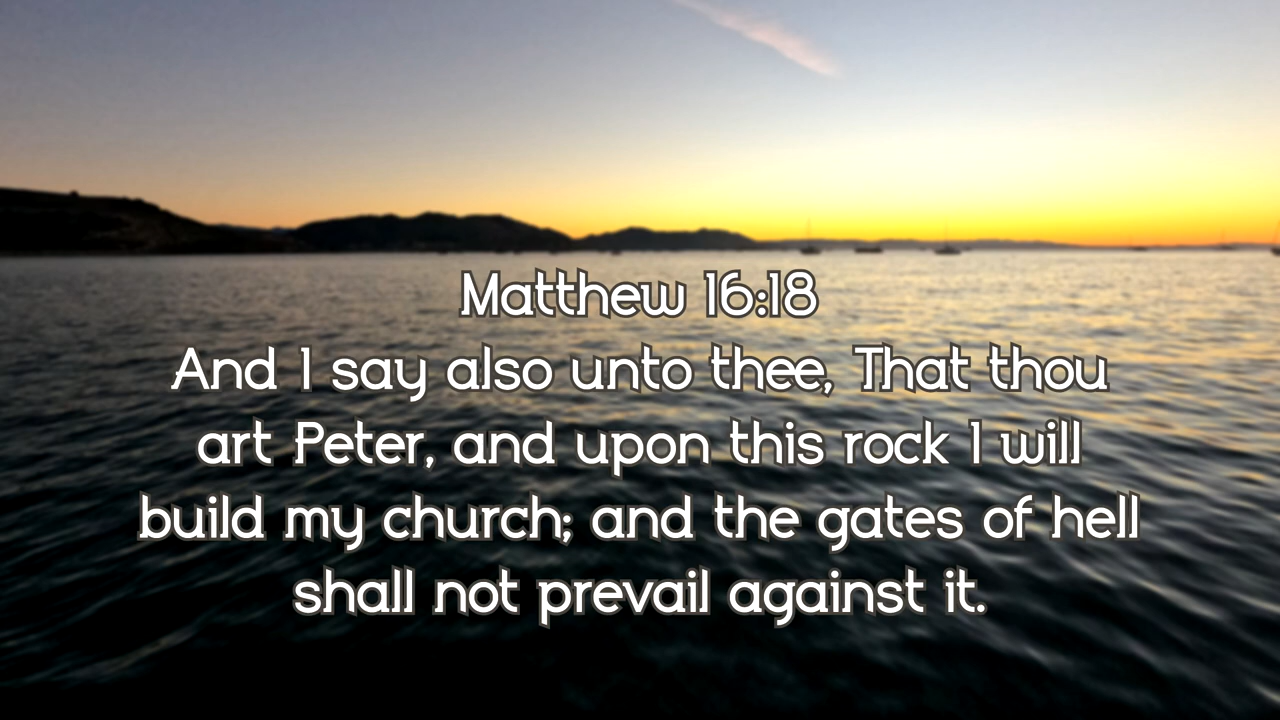 Matthew 16:18
And I say also unto thee, That thou
art Peter, and upon this rock I will
build my church; and the gates of hell
shall not prevail against it.